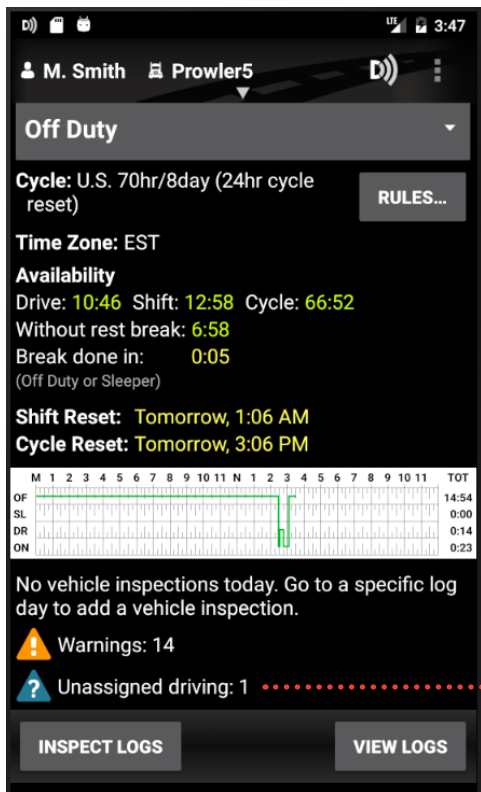 D)) LTE 3:47
M. Smith Prowler5 D))
Off Duty
Cycle: U.S. 70hr/8day (24hr cycle
reset)
RULES...
Time Zone: EST
Availability
Drive: 10:46 Shift: 12:58 Cycle: 66:52
Without rest break: 6:58
Break done in: 0:05
(Off Duty or Sleeper)
Shift Reset: Tomorrow, 1:06 AM
Cycle Reset: Tomorrow, 3:06 PM
M 1 2 3 4 5 6 7 8 9 10 11 N 1 2 3 4 5 6 7 8 9 10 11 TOT
OF 14:54
SL 0:00
DR 0:14
ON 0:23
No vehicle inspections today. Go to a specific log
day to add a vehicle inspection.
Warnings: 14
Unassigned driving: 1
INSPECT LOGS VIEW LOGS